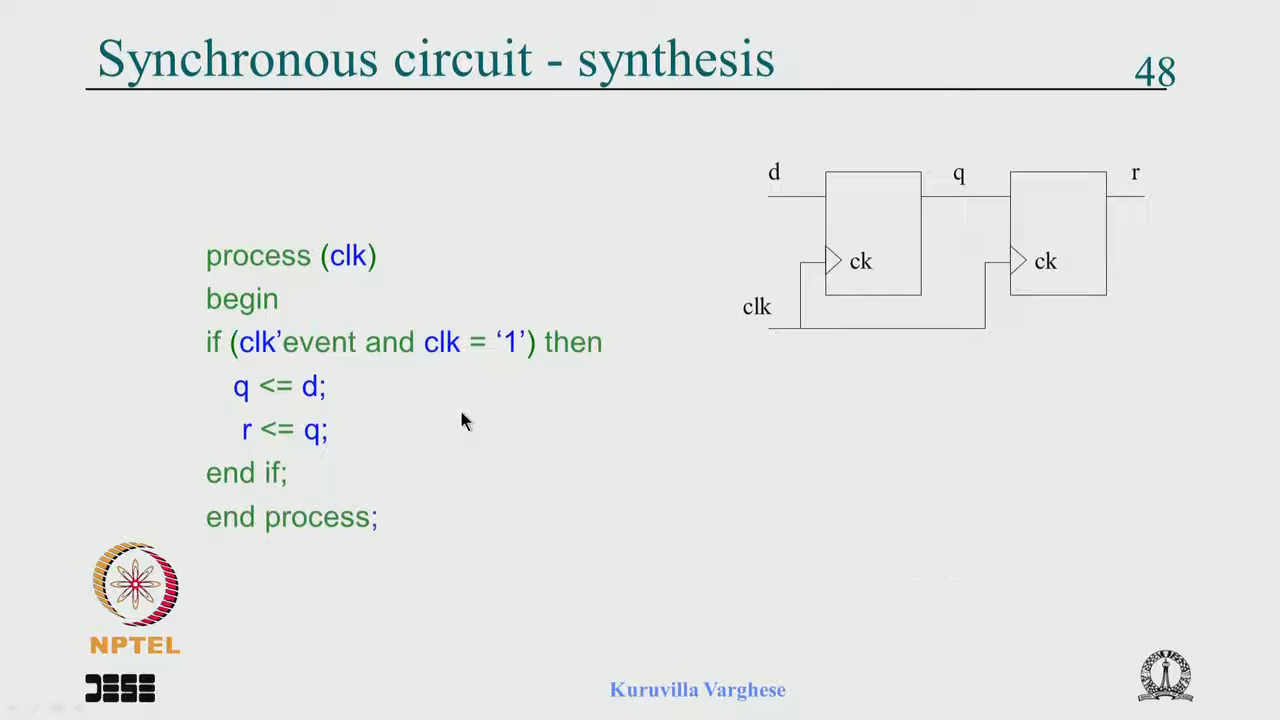 Synchronous circuit - synthesis
48
d
q
r
ck
ck
clk
process (clk)
begin
if (clk’event and clk = ‘1’) then
q <= d;
r <= q;
end if;
end process;
NPTEL
Kuruvilla Varghese